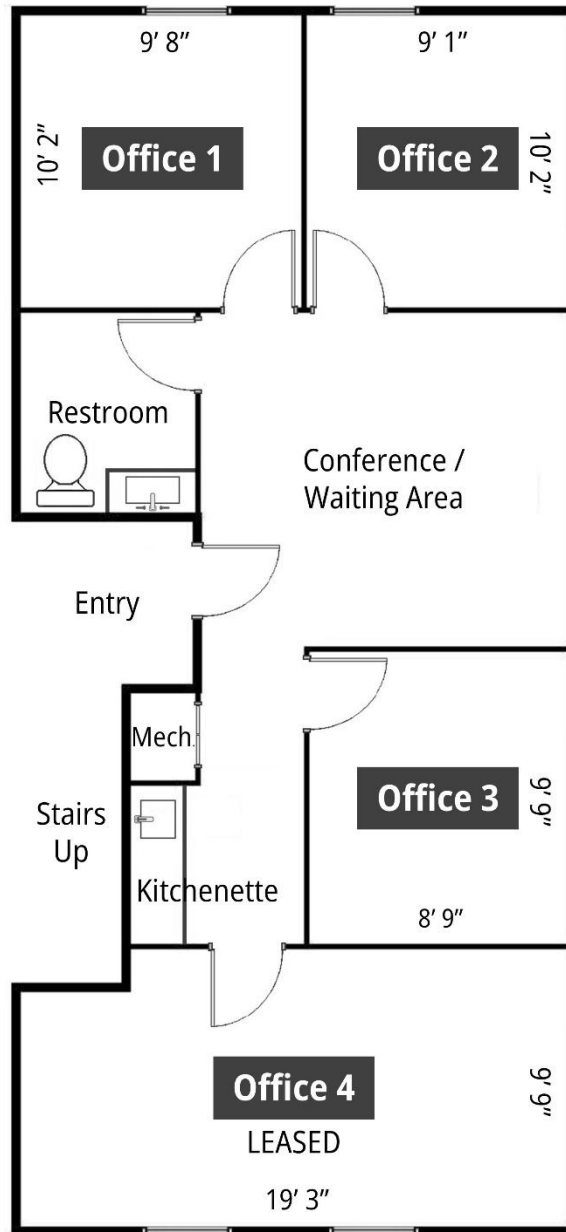 9’ 8”
9’ 1”
10’ 2”
Office 1
Office 2
10’ 2”
Restroom
Conference /
Waiting Area
Entry
Mech.
Stairs
Up
Office 3
9’ 9”
Kitchenette
8’ 9”
Office 4
LEASED
9’ 9”
19’ 3”